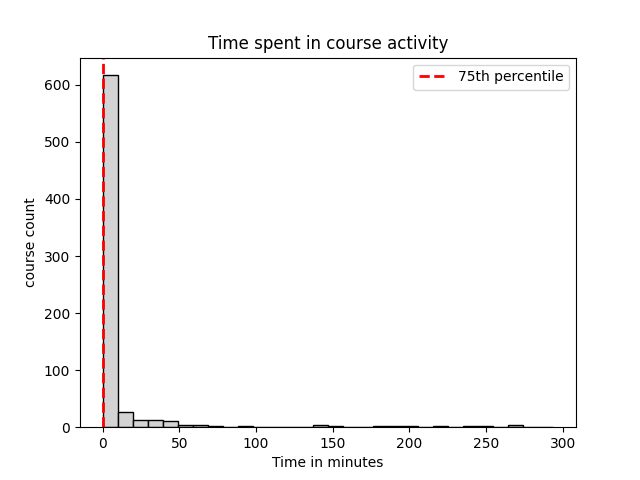 Time spent in course activity
75th percentile
course count
600
500
400
300
200
100
0
0 50 100 150 200 250 300
Time in minutes